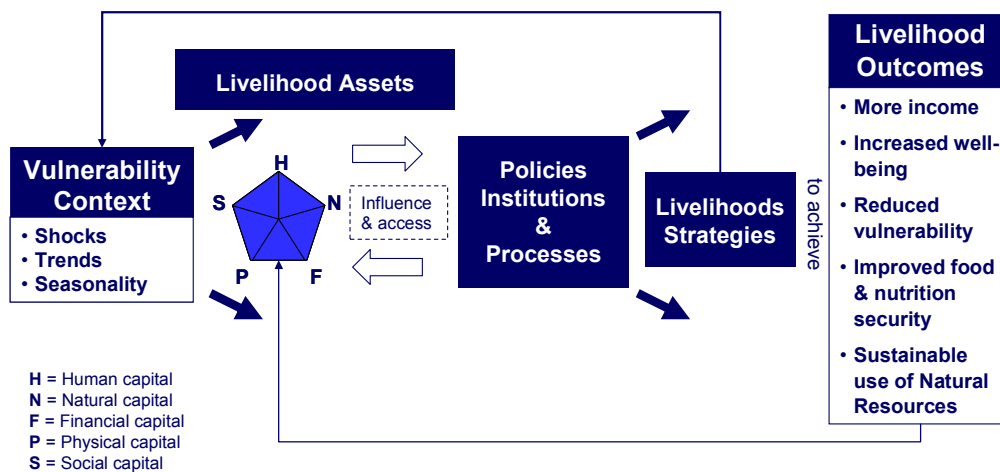 Livelihood Assets
Vulnerability
Context
• Shocks
• Trends
• Seasonality
H
S
N
P
F
Influence
& access
Policies
Institutions
&
Processes
Livelihoods
Strategies
to achieve
Livelihood
Outcomes
• More income
• Increased well-
being
• Reduced
vulnerability
• Improved food
& nutrition
security
• Sustainable
use of Natural
Resources
H = Human capital
N = Natural capital
F = Financial capital
P = Physical capital
S = Social capital